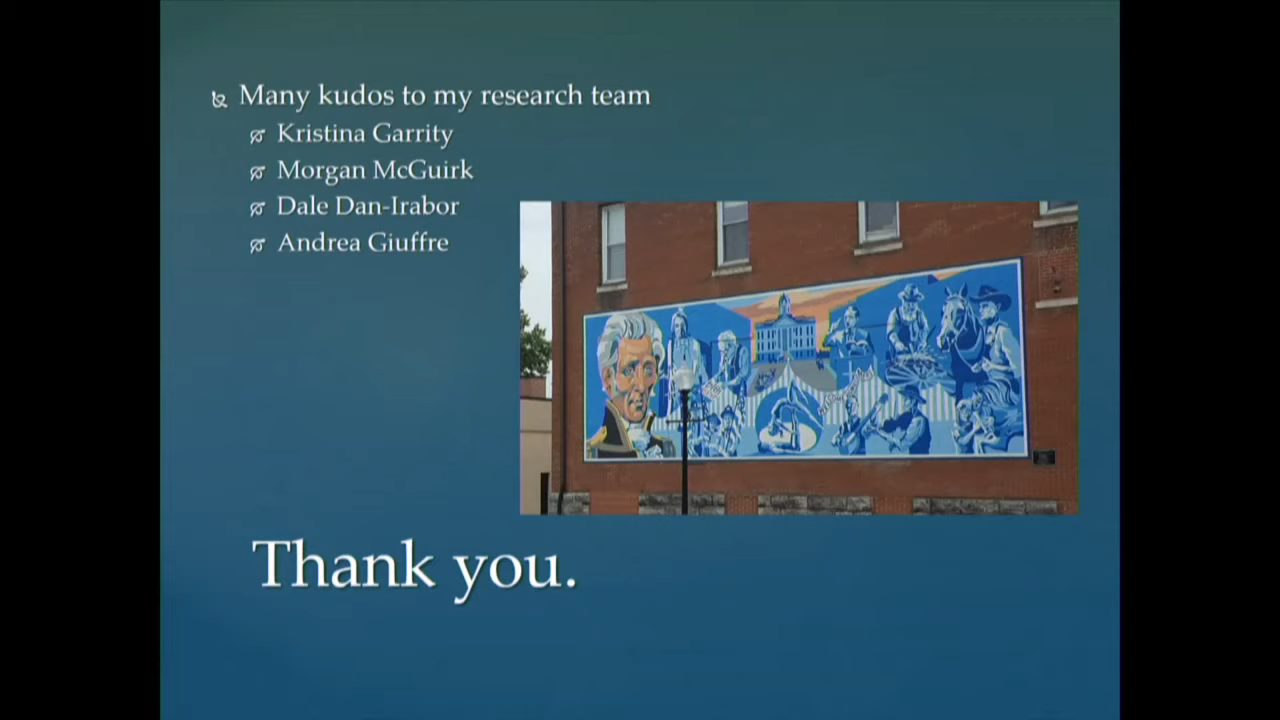 Many kudos to my research team
Kristina Garrity
Morgan McGuirk
Dale Dan-Irabor
Andrea Giuffre
Thank you.